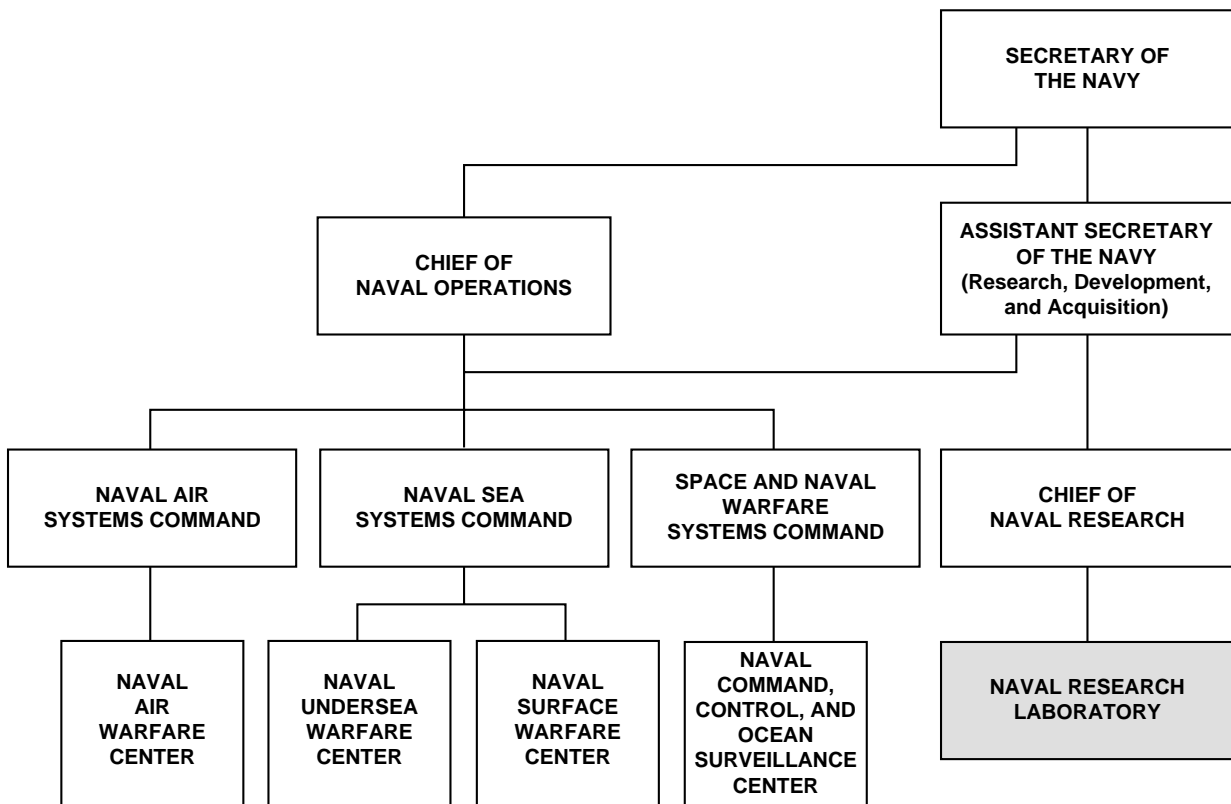 SECRETARY OF
THE NAVY
CHIEF OF
NAVAL OPERATIONS
ASSISTANT SECRETARY
OF THE NAVY
(Research, Development,
and Acquisition)
NAVAL AIR
SYSTEMS COMMAND
NAVAL SEA
SYSTEMS COMMAND
SPACE AND NAVAL
WARFARE
SYSTEMS COMMAND
CHIEF OF
NAVAL RESEARCH
NAVAL
AIR
WARFARE
CENTER
NAVAL
UNDERSEA
WARFARE
CENTER
NAVAL
SURFACE
WARFARE
CENTER
NAVAL
COMMAND,
CONTROL, AND
OCEAN
SURVEILLANCE
CENTER
NAVAL RESEARCH
LABORATORY